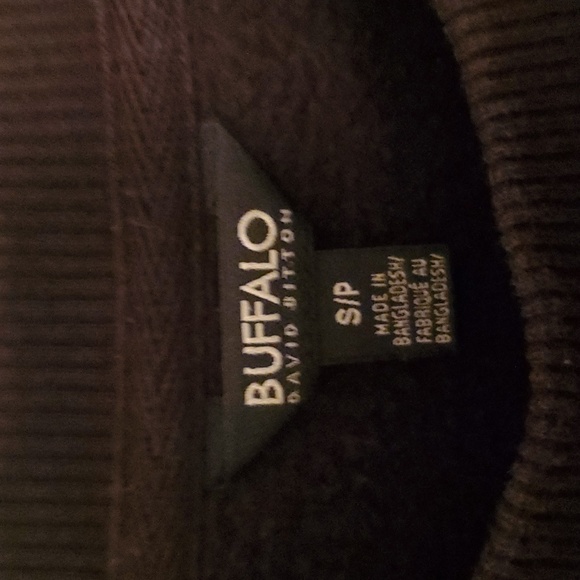 BUFFALO
DAVID BITTON
S/P
MADE IN
BANGLADESH/
FABRIQUÉ AU
BANGLADESH/